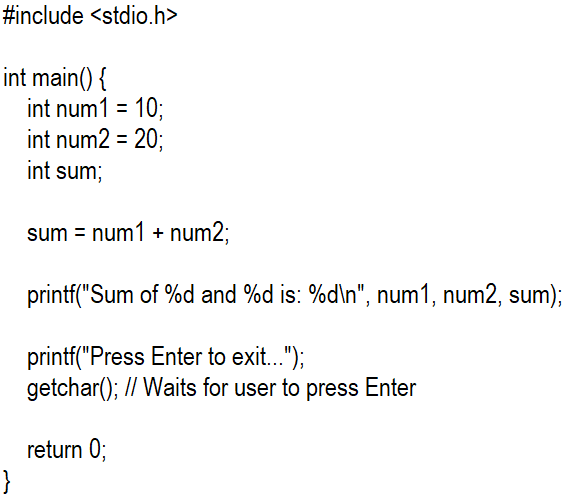 #include <stdio.h>

int main() {
    int num1 = 10;
    int num2 = 20;
    int sum;

    sum = num1 + num2;

    printf("Sum of %d and %d is: %d\n", num1, num2, sum);

    printf("Press Enter to exit...");
    getchar(); // Waits for user to press Enter

    return 0;
}